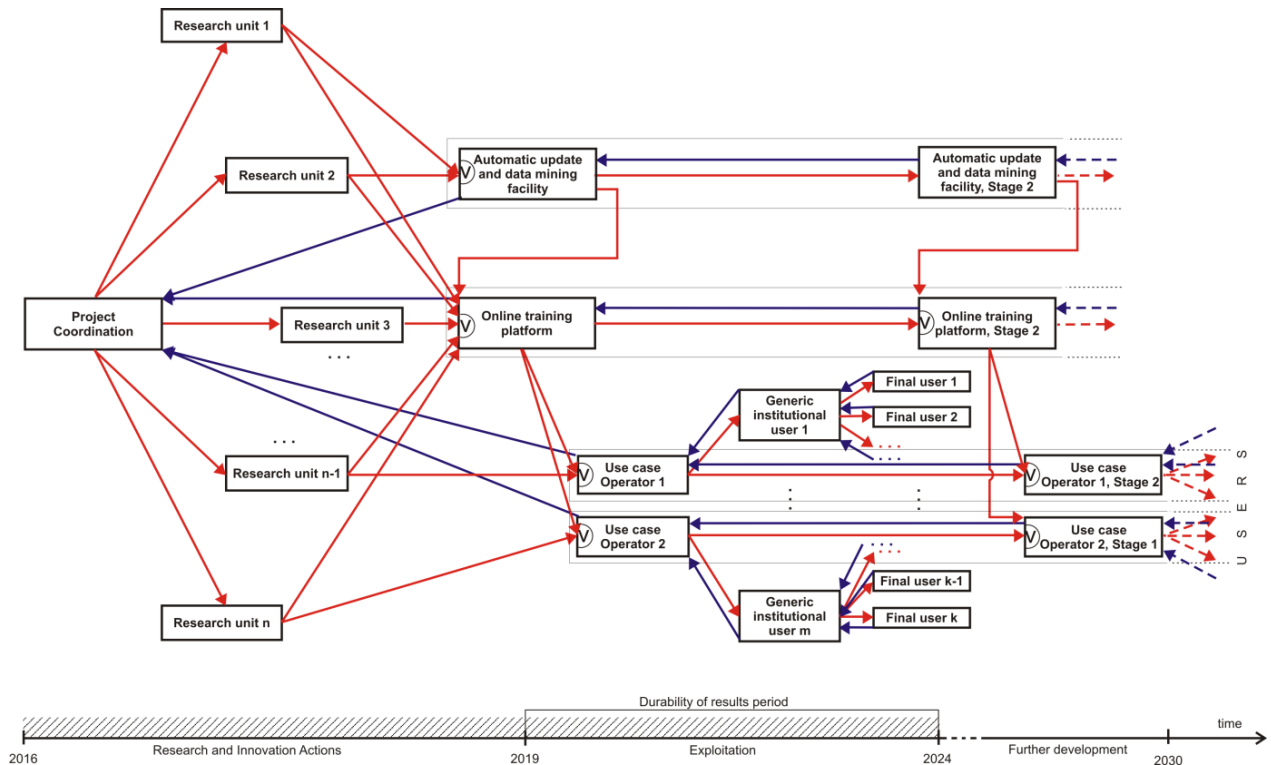 Research unit 1
Research unit 2
Automatic update
and data mining
facility
V
Automatic update
and data mining
facility, Stage 2
Project
Coordination
Research unit 3
. . .
V
Online training
platform
V
Online training
platform, Stage 2
Generic
institutional
user 1
Final user 1
Final user 2
. . . .
. . . .
. . .
Research unit n-1
V
Use case
Operator 1
V
Use case
Operator 1, Stage 2
V
Use case
Operator 2
V
Use case
Operator 2, Stage 1
USSERS
. . . .
. . . .
Final user k-1
Generic
institutional
user m
Final user k
Research unit n
Durability of results period
time
Research and Innovation Actions
Exploitation
Further development
2016
2019
2024
2030